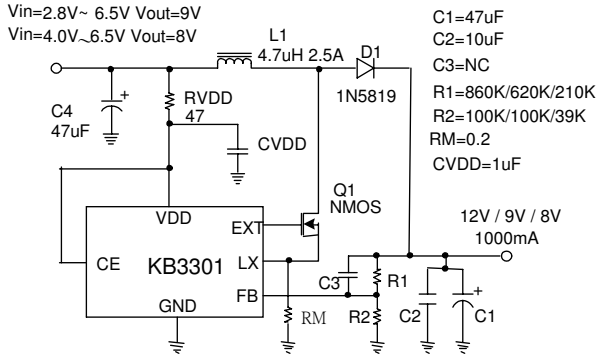 Vin=2.8V~ 6.5V Vout=9V
Vin=4.0V~6.5V Vout=8V
L1
4.7uH 2.5A
D1
1N5819
C1=47uF
C2=10uF
C3=NC
R1=860K/620K/210K
R2=100K/100K/39K
RM=0.2
CVDD=1uF
+
C4
47uF
RVDD
47
CVDD
Q1
NMOS
12V / 9V / 8V
1000mA
VDD
EXT
CE
KB3301
LX
FB
GND
C3
R1
RM
R2
C2
+
C1